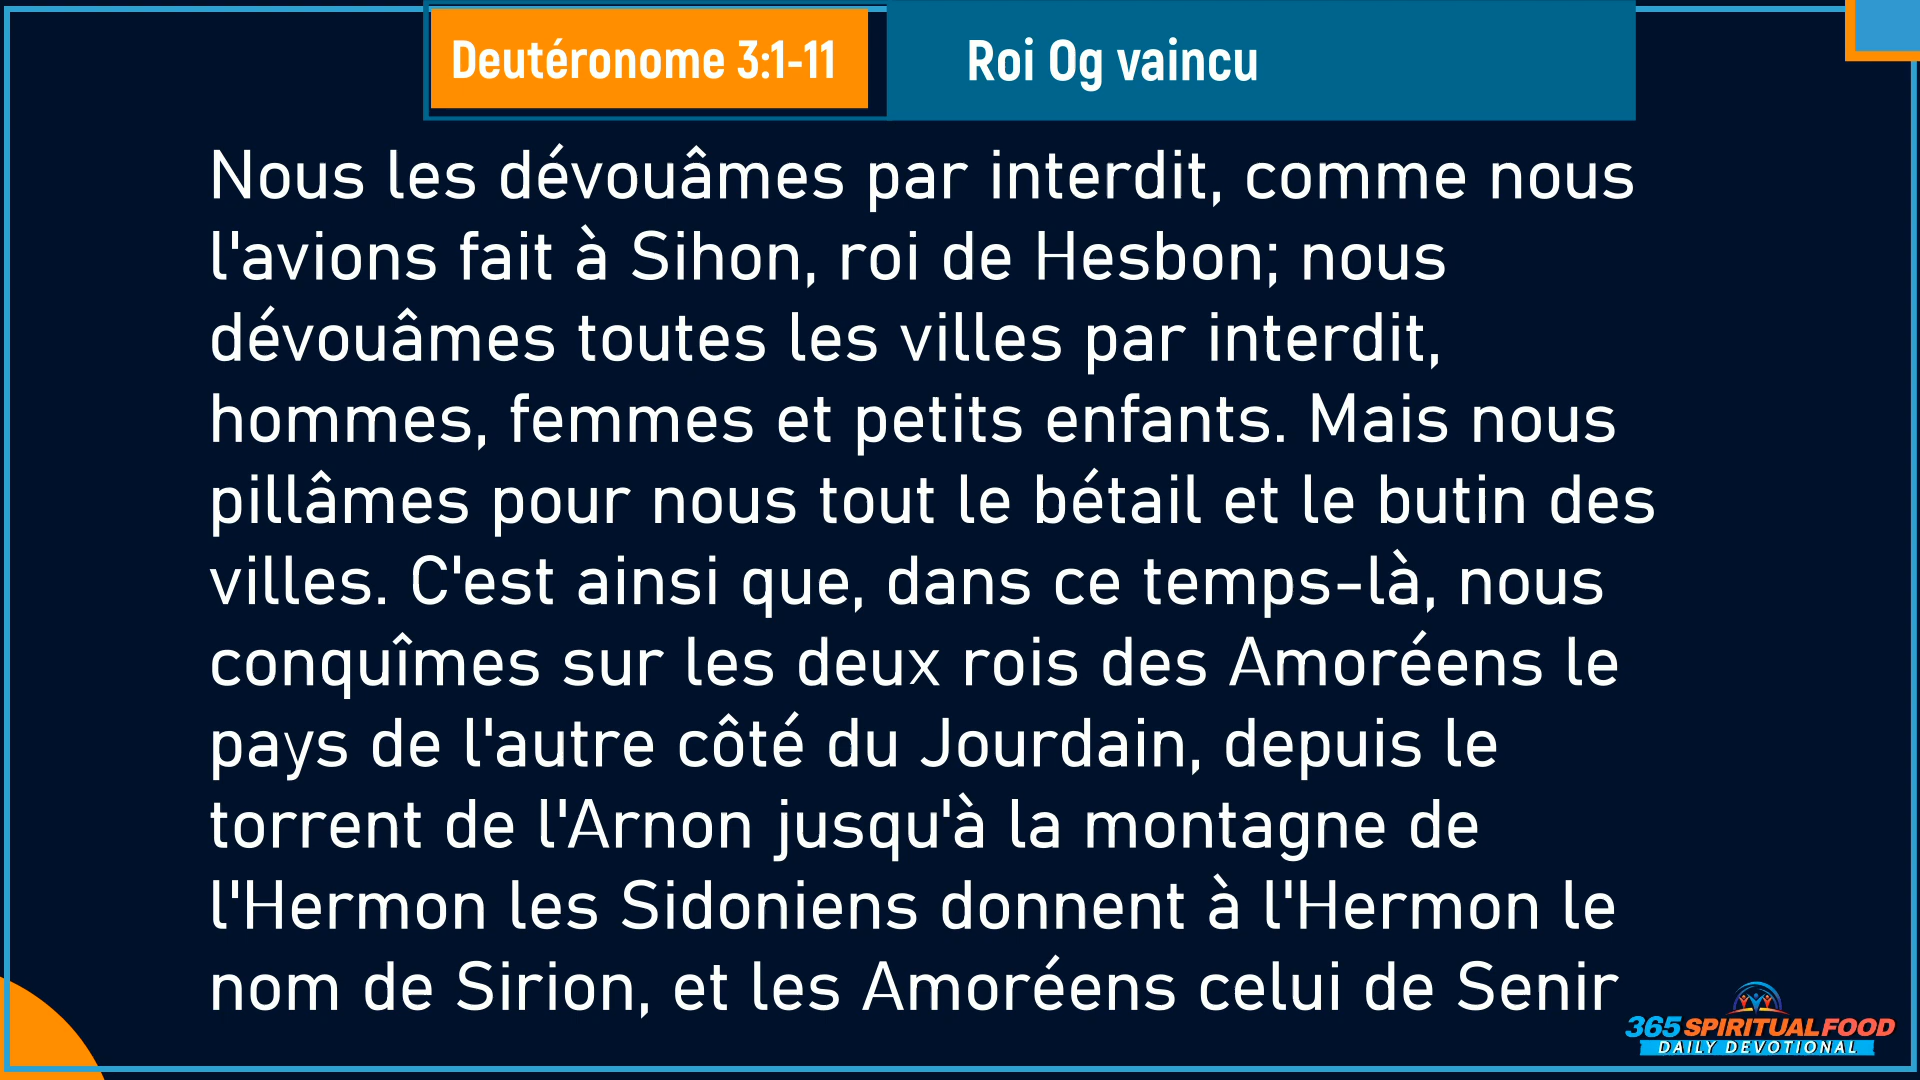 Deutéronome 3:1-11
Roi Og vaincu
Nous les dévouâmes par interdit, comme nous
l'avions fait à Sihon, roi de Hesbon; nous
dévouâmes toutes les villes par interdit,
hommes, femmes et petits enfants. Mais nous
pillâmes pour nous tout le bétail et le butin des
villes. C'est ainsi que, dans ce temps-là, nous
conquîmes sur les deux rois des Amoréens le
pays de l'autre côté du Jourdain, depuis le
torrent de l'Arnon jusqu'à la montagne de
l'Hermon les Sidoniens donnent à l'Hermon le
nom de Sirion, et les Amoréens celui de Senir
365 SPIRITUAL FOOD
DAILY DEVOTIONAL